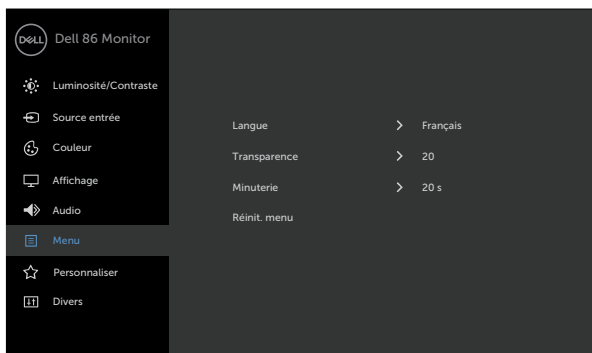 DELL Dell 86 Monitor
Luminosité/Contraste
Source entrée
Couleur
Affichage
Audio
Menu
Personnaliser
Divers
Langue > Français
Transparence > 20
Minuterie > 20 s
Réinit. menu